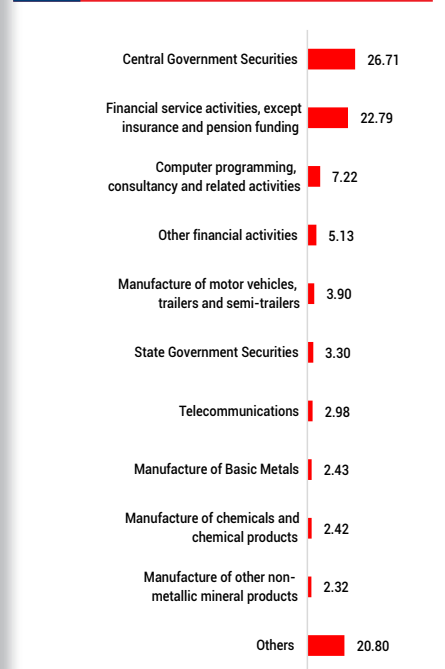 Central Government Securities 26.71
Financial service activities, except
insurance and pension funding 22.79
Computer programming,
consultancy and related activities 7.22
Other financial activities 5.13
Manufacture of motor vehicles,
trailers and semi-trailers 3.90
State Government Securities 3.30
Telecommunications 2.98
Manufacture of Basic Metals 2.43
Manufacture of chemicals and
chemical products 2.42
Manufacture of other non-
metallic mineral products 2.32
Others 20.80